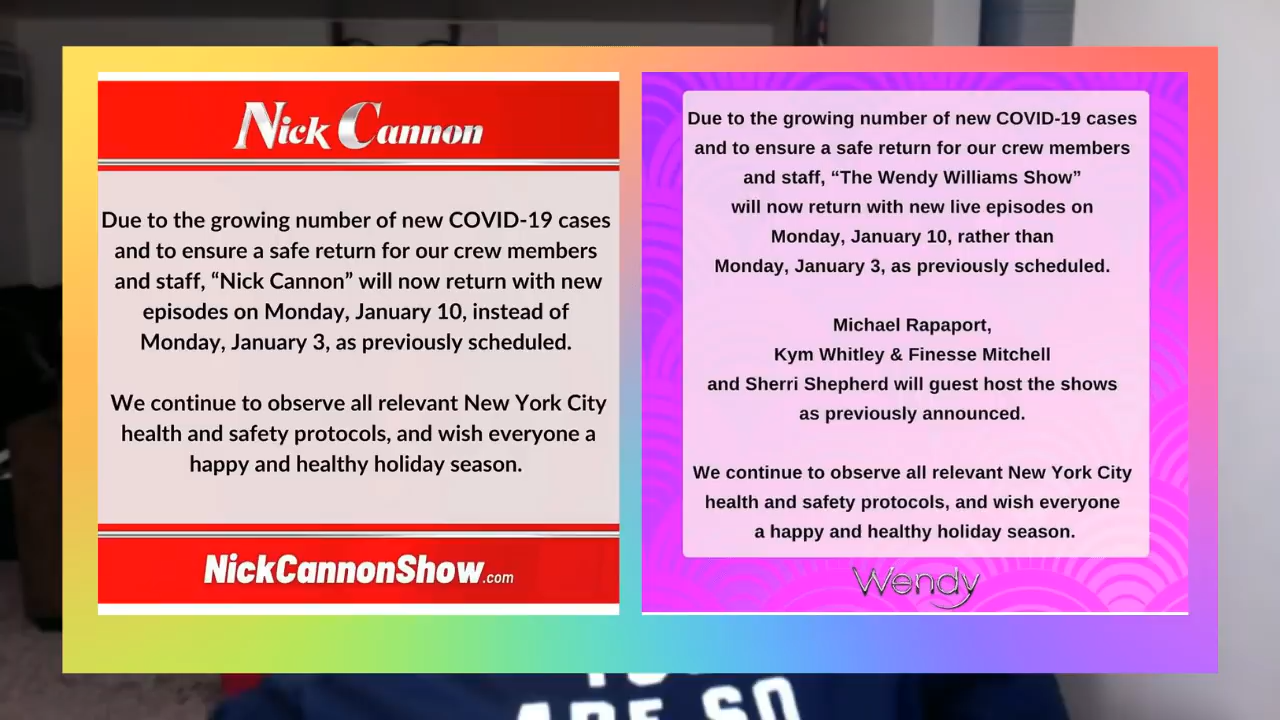 Nick Cannon
Due to the growing number of new COVID-19 cases
and to ensure a safe return for our crew members
and staff, “Nick Cannon” will now return with new
episodes on Monday, January 10, instead of
Monday, January 3, as previously scheduled.
We continue to observe all relevant New York City
health and safety protocols, and wish everyone a
happy and healthy holiday season.
NickCannonShow.com
Due to the growing number of new COVID-19 cases
and to ensure a safe return for our crew members
and staff, “The Wendy Williams Show”
will now return with new live episodes on
Monday, January 10, rather than
Monday, January 3, as previously scheduled.
Michael Rapaport,
Kym Whitley & Finesse Mitchell
and Sherri Shepherd will guest host the shows
as previously announced.
We continue to observe all relevant New York City
health and safety protocols, and wish everyone
a happy and healthy holiday season.
Wendy
ARE SO